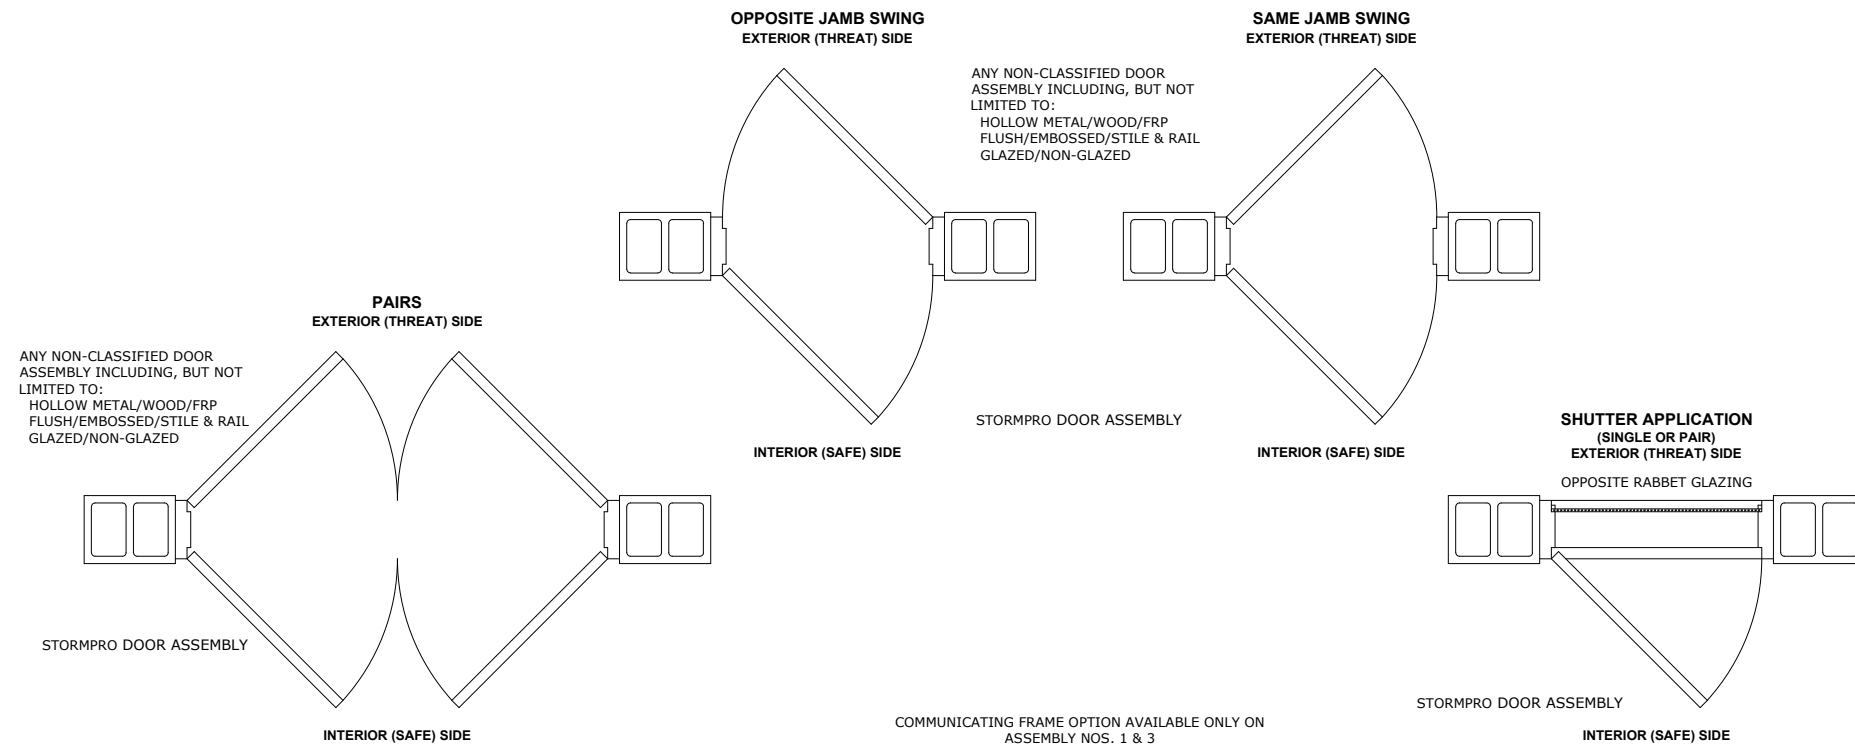 OPPOSITE JAMB SWING
EXTERIOR (THREAT) SIDE
SAME JAMB SWING
EXTERIOR (THREAT) SIDE
ANY NON-CLASSIFIED DOOR
ASSEMBLY INCLUDING, BUT NOT
LIMITED TO:
HOLLOW METAL/WOOD/FRP
FLUSH/EMBOSSED/STILE & RAIL
GLAZED/NON-GLAZED
STORMPRO DOOR ASSEMBLY
INTERIOR (SAFE) SIDE
INTERIOR (SAFE) SIDE
PAIRS
EXTERIOR (THREAT) SIDE
ANY NON-CLASSIFIED DOOR
ASSEMBLY INCLUDING, BUT NOT
LIMITED TO:
HOLLOW METAL/WOOD/FRP
FLUSH/EMBOSSED/STILE & RAIL
GLAZED/NON-GLAZED
STORMPRO DOOR ASSEMBLY
INTERIOR (SAFE) SIDE
SHUTTER APPLICATION
(SINGLE OR PAIR)
EXTERIOR (THREAT) SIDE
OPPOSITE RABBET GLAZING
STORMPRO DOOR ASSEMBLY
INTERIOR (SAFE) SIDE
COMMUNICATING FRAME OPTION AVAILABLE ONLY ON
ASSEMBLY NOS. 1 & 3